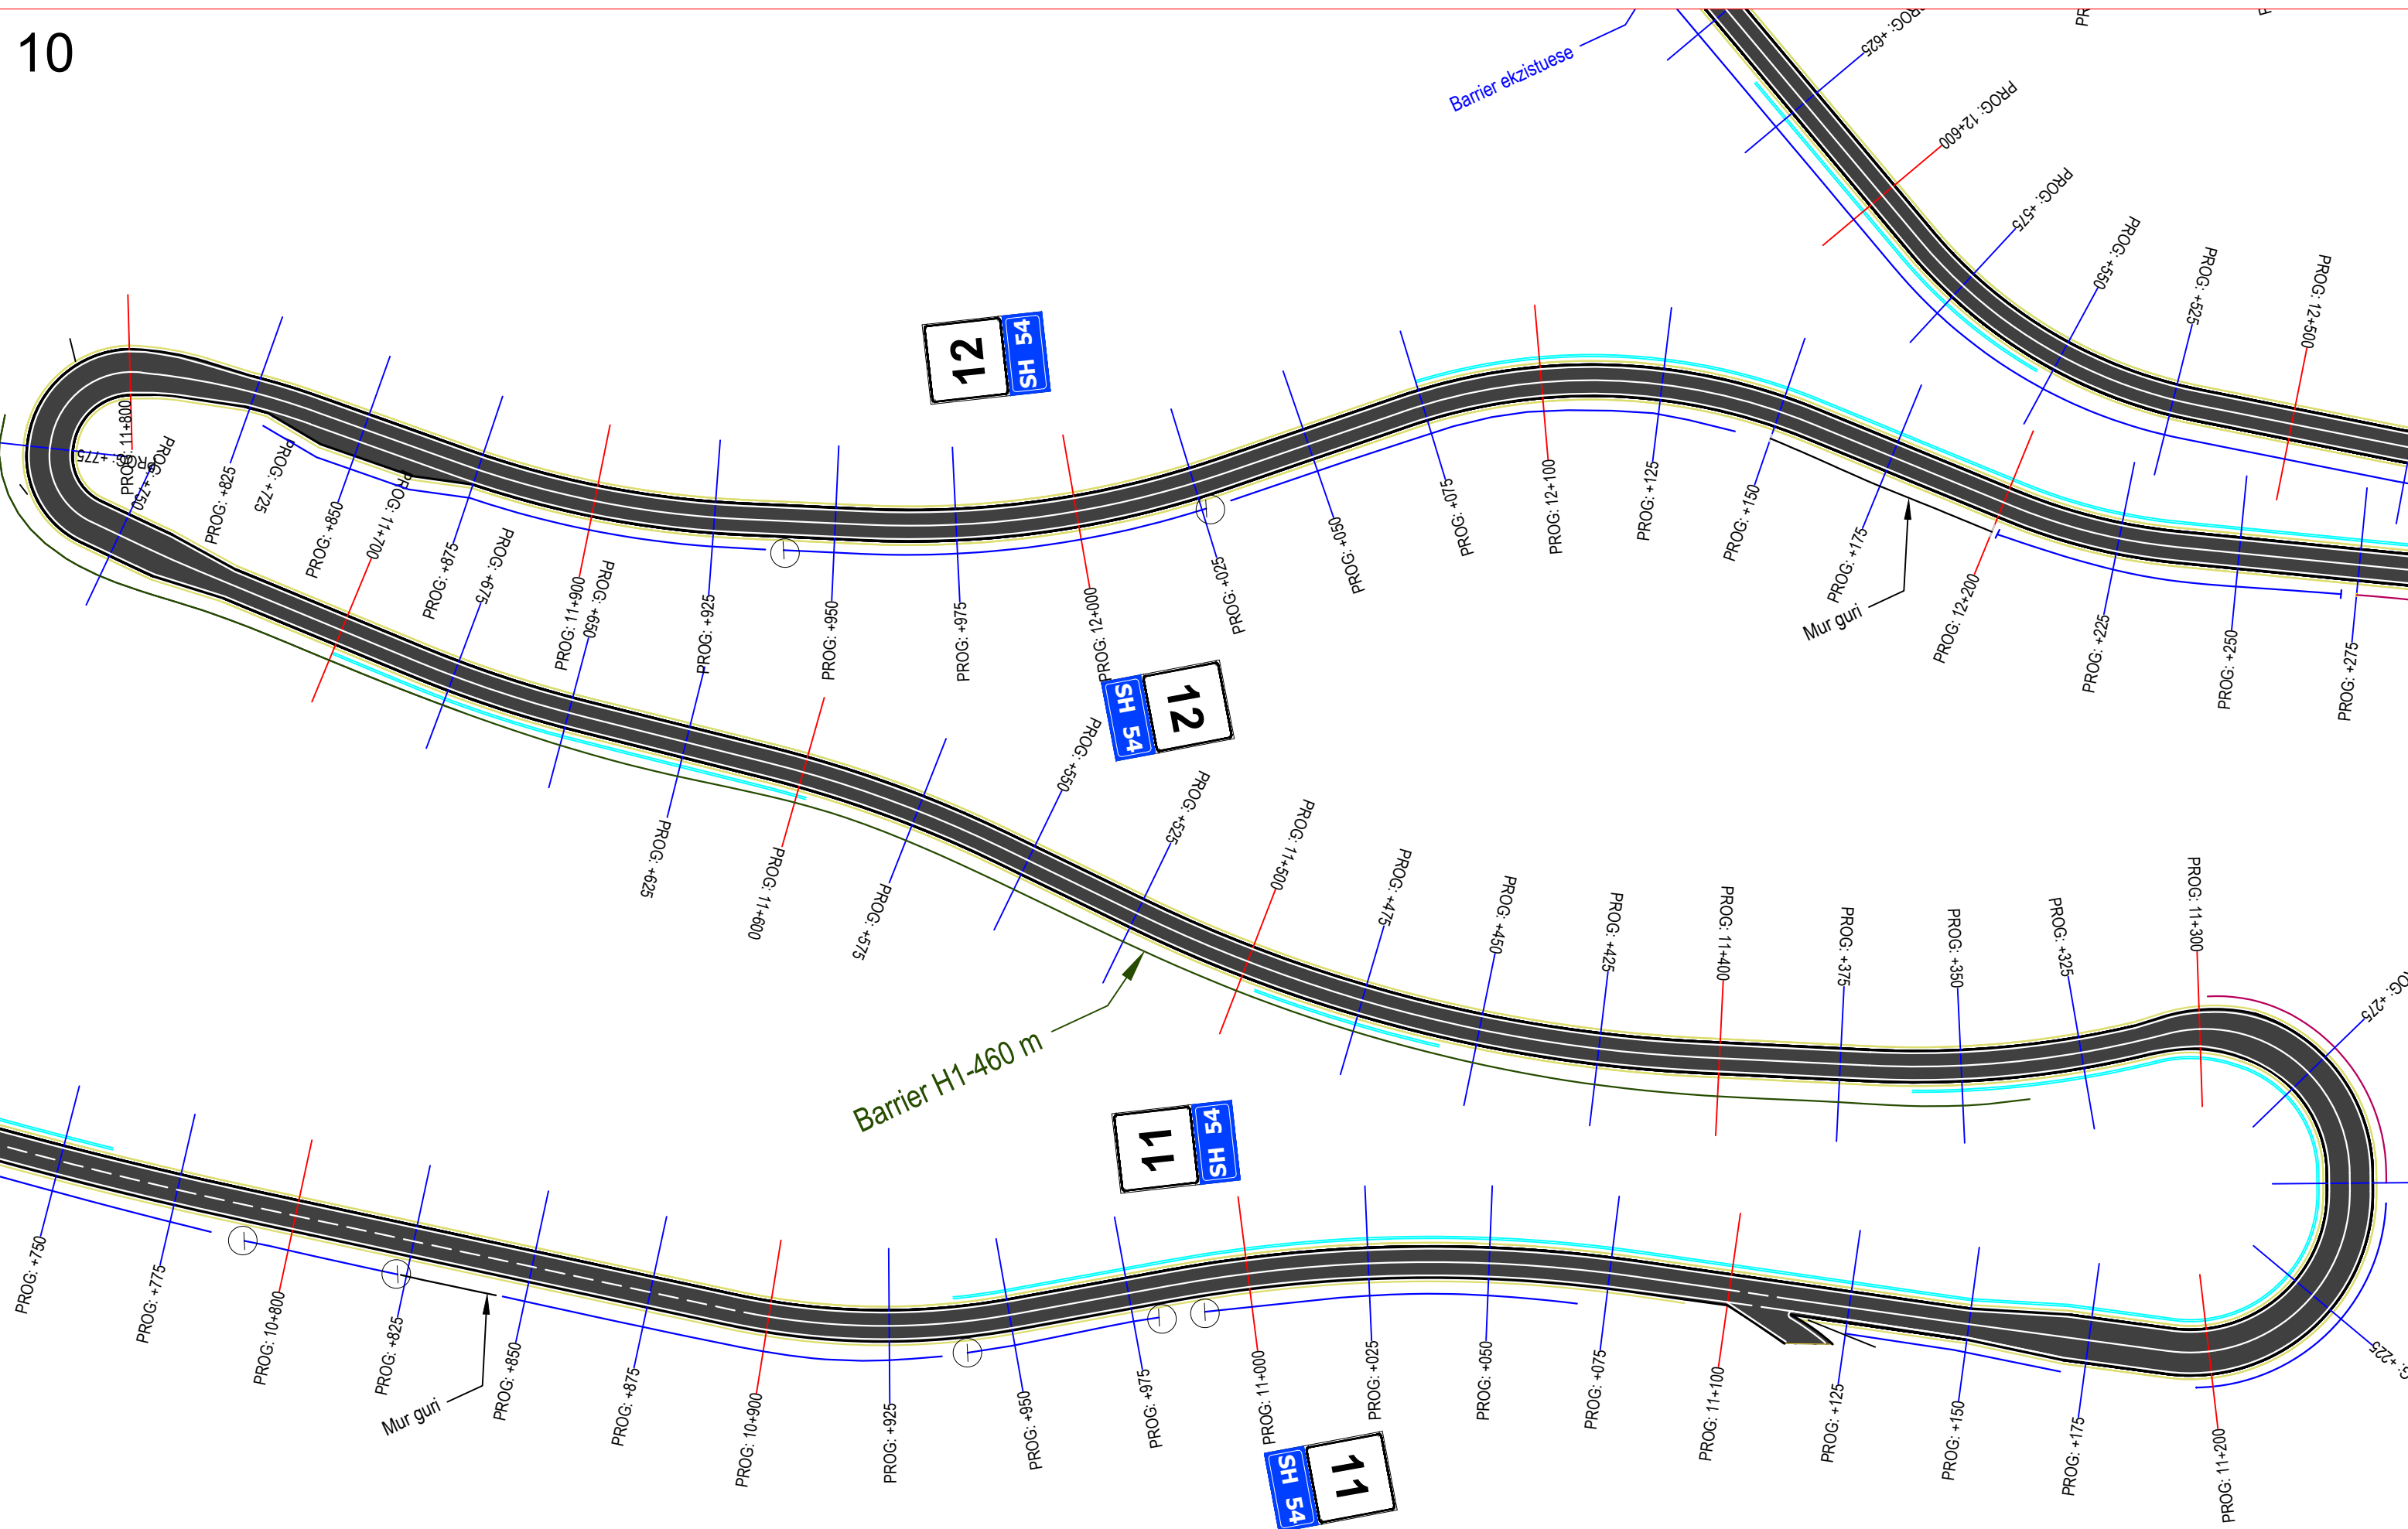 10
Barrier ekzistuese
PROG: +625
PROG: 12+600
PROG: +575
PROG: +550
PROG: +525
PROG: 12+500
12
SH 54
PROG: 11+800
PROG: +775
PROG: +750
PROG: +825
PROG: +725
PROG: +850
PROG: 11+700
PROG: +875
PROG: +675
PROG: 11+900
PROG: +650
PROG: +925
PROG: +950
PROG: +975
PROG: 12+000
PROG: +025
PROG: +050
PROG: +075
PROG: 12+100
PROG: +125
PROG: +150
PROG: +175
Mur guri
PROG: 12+200
PROG: +225
PROG: +250
PROG: +275
SH 54
12
PROG: +625
PROG: 11+600
PROG: +575
PROG: +550
PROG: +525
PROG: 11+500
PROG: +475
PROG: +450
PROG: +425
PROG: 11+400
PROG: +375
PROG: +350
PROG: +325
PROG: 11+300
+275
Barrier H1-460 m
11
SH 54
PROG: +750
PROG: +775
PROG: 10+800
PROG: +825
Mur guri
PROG: +850
PROG: +875
PROG: 10+900
PROG: +925
PROG: +950
PROG: +975
PROG: 11+000
PROG: +025
PROG: +050
PROG: +075
PROG: 11+100
PROG: +125
PROG: +150
PROG: +175
PROG: 11+200
+225
SH 54
11